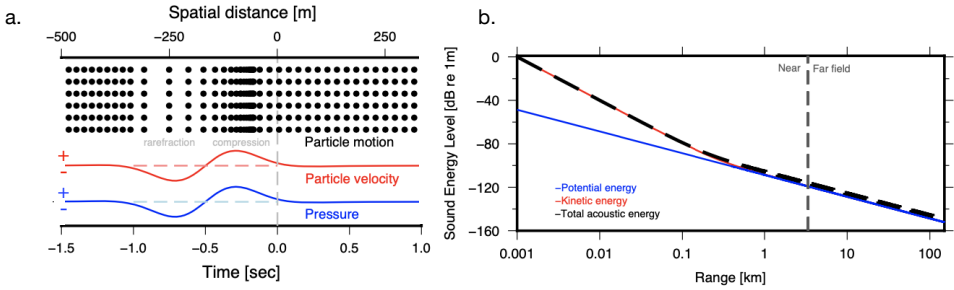 a.
Spatial distance [m]
-500 -250 0 250
Particle motion
rarefraction compression
+
-
Particle velocity
+
-
Pressure
-1.5 -1.0 -0.5 0.0 0.5 1.0
Time [sec]
b.
Sound Energy Level [dB re 1m]
0
-40
-80
-120
-160
Near Far field
-Potential energy
-Kinetic energy
-Total acoustic energy
0.001 0.01 0.1 1 10 100
Range [km]